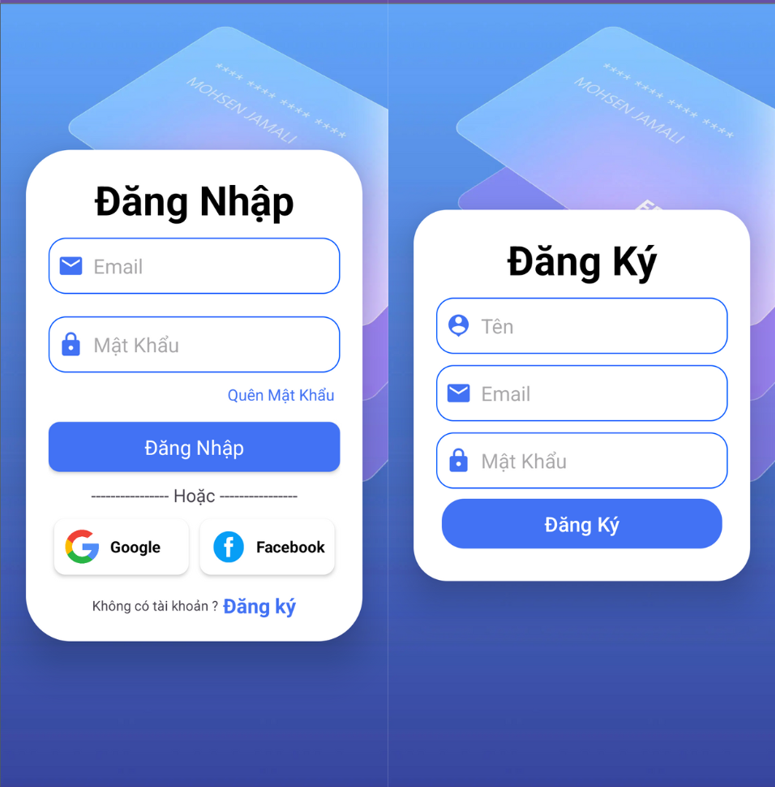 **** **** **** ****
MOHSEN JAMALI
Đăng Nhập
Email
Mật Khẩu
Quên Mật Khẩu
Đăng Nhập
---------------- Hoặc ----------------
Google
Facebook
Không có tài khoản ? Đăng ký
**** **** **** ****
MOHSEN JAMALI
Đăng Ký
Tên
Email
Mật Khẩu
Đăng Ký